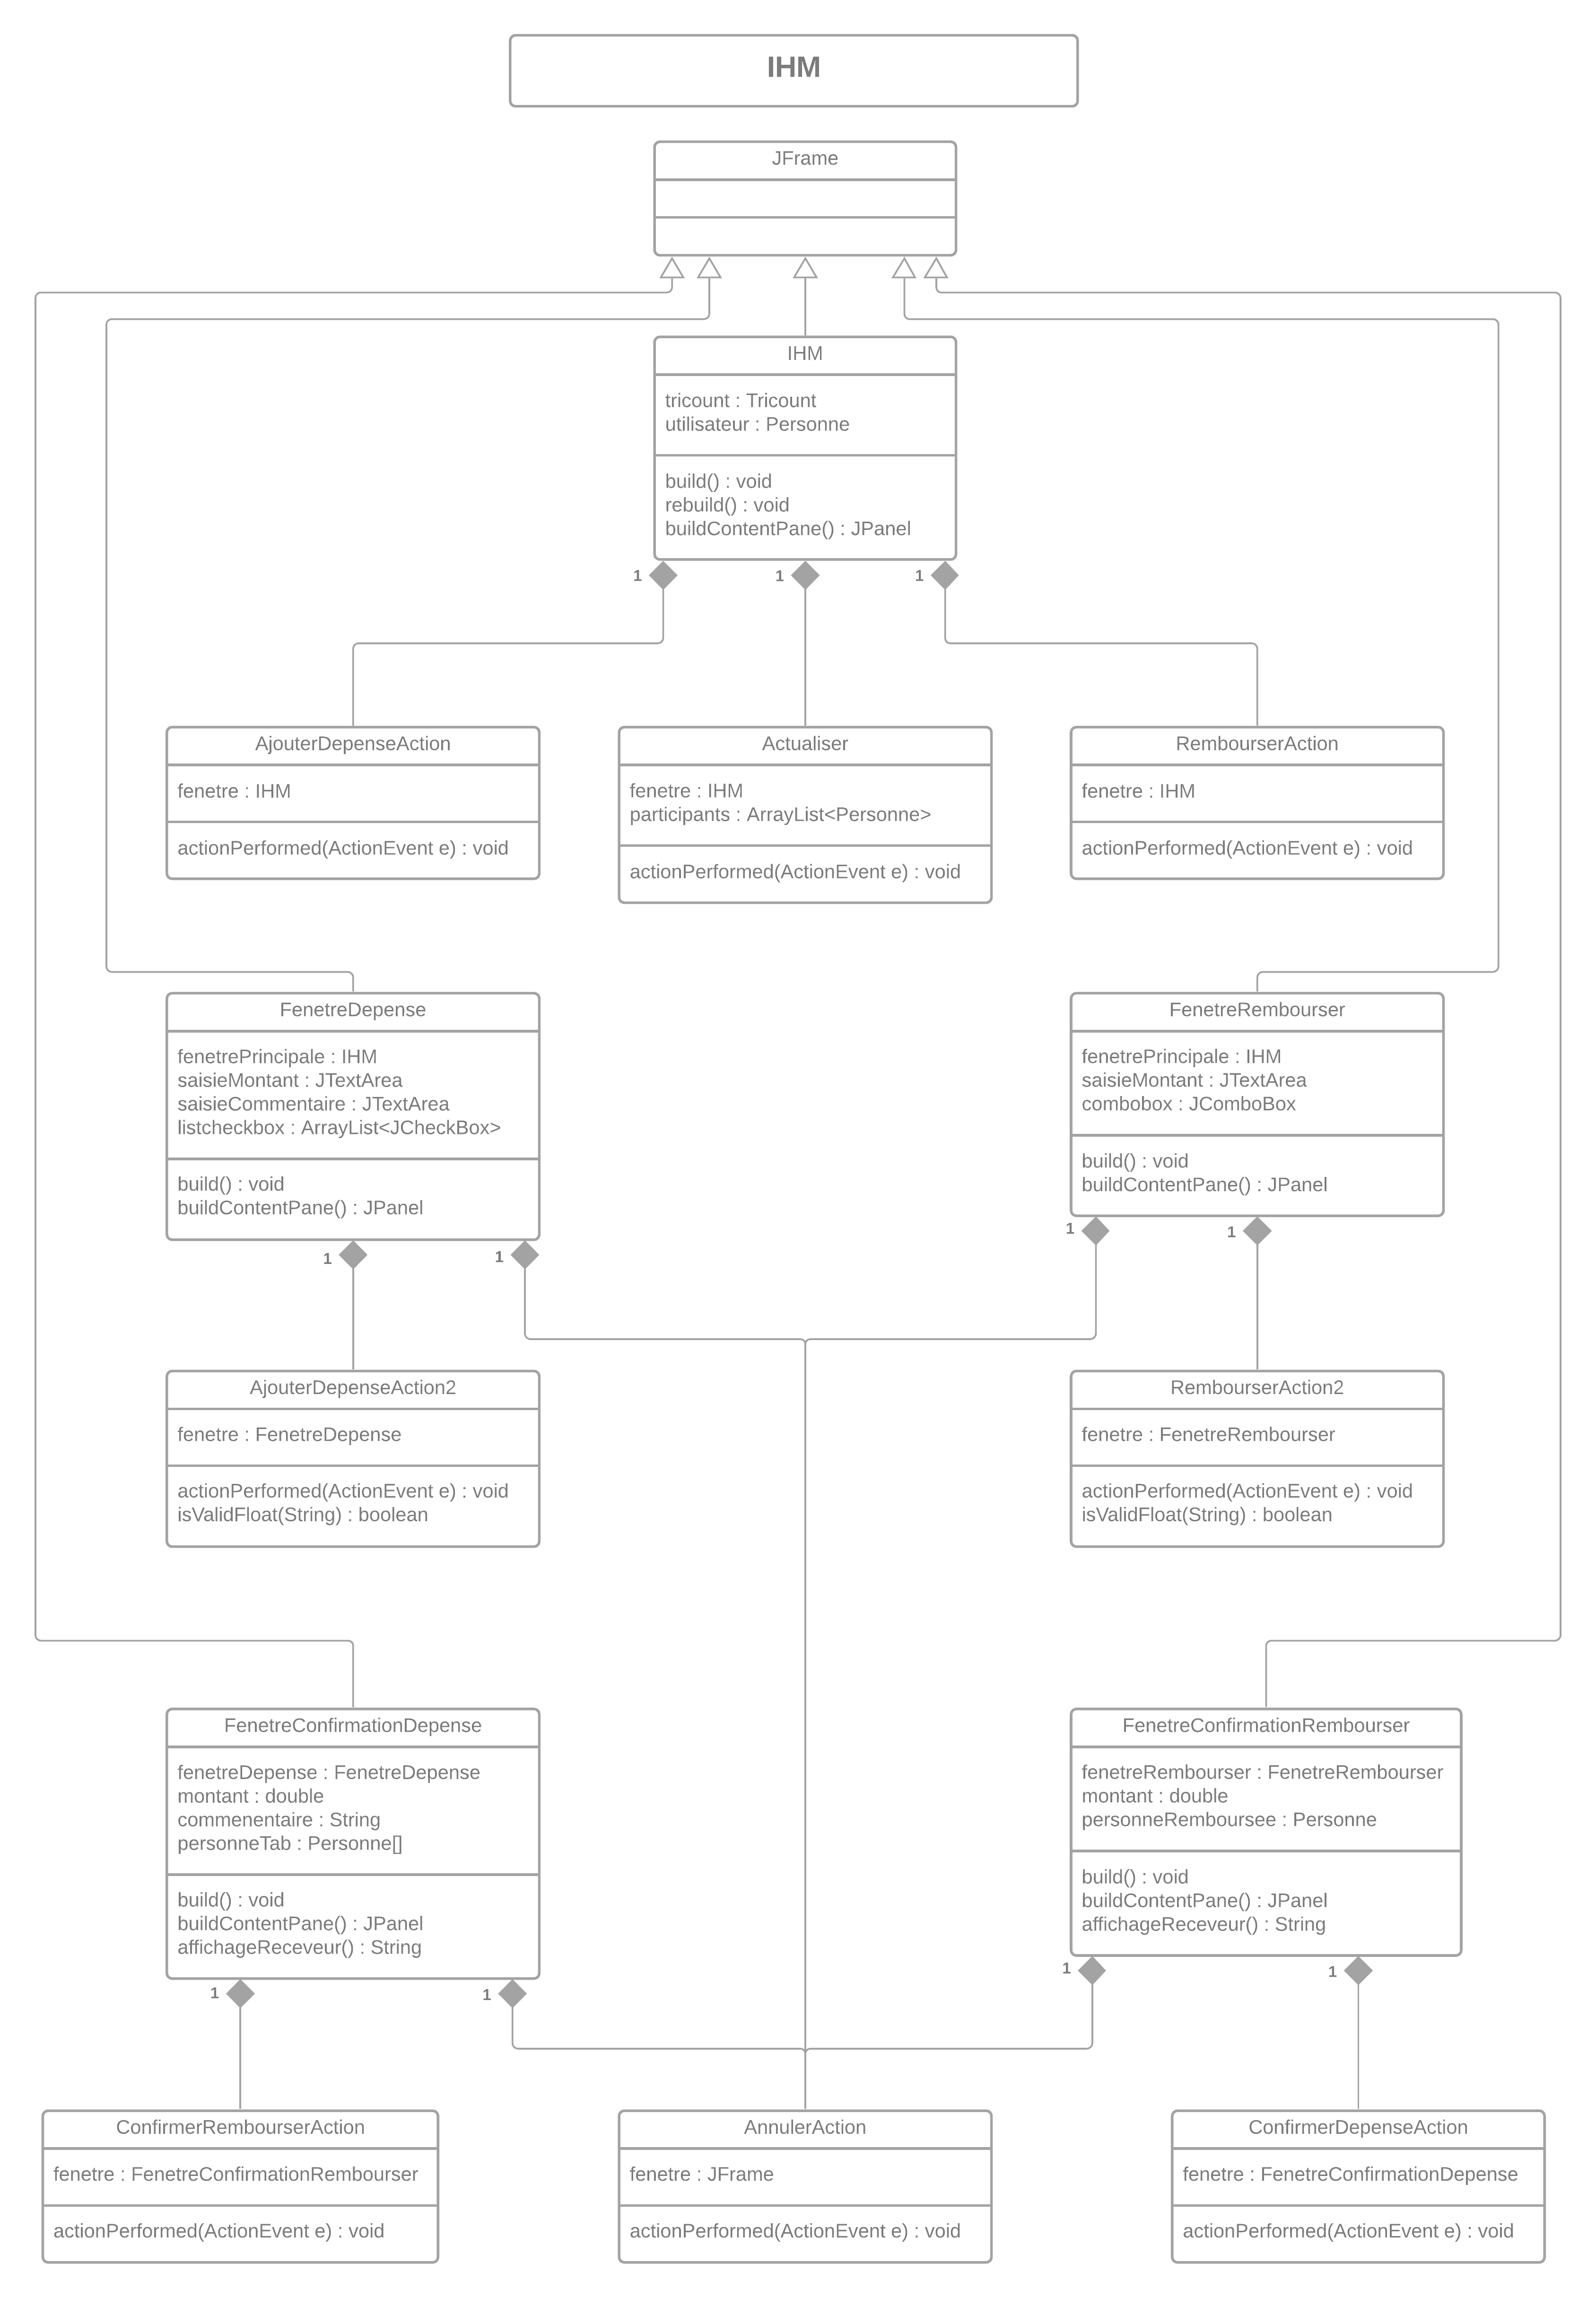 IHM
JFrame
IHM
tricount : Tricount
utilisateur : Personne
build() : void
rebuild() : void
buildContentPane() : JPanel
1
1
1
AjouterDepenseAction
fenetre : IHM
actionPerformed(ActionEvent e) : void
Actualiser
fenetre : IHM
participants : ArrayList<Personne>
actionPerformed(ActionEvent e) : void
RembourserAction
fenetre : IHM
actionPerformed(ActionEvent e) : void
FenetreDepense
fenetrePrincipale : IHM
saisieMontant : JTextArea
saisieCommentaire : JTextArea
listcheckbox : ArrayList<JCheckBox>
build() : void
buildContentPane() : JPanel
1
1
FenetreRembourser
fenetrePrincipale : IHM
saisieMontant : JTextArea
combobox : JComboBox
build() : void
buildContentPane() : JPanel
1
1
AjouterDepenseAction2
fenetre : FenetreDepense
actionPerformed(ActionEvent e) : void
isValidFloat(String) : boolean
RembourserAction2
fenetre : FenetreRembourser
actionPerformed(ActionEvent e) : void
isValidFloat(String) : boolean
FenetreConfirmationDepense
fenetreDepense : FenetreDepense
montant : double
commenentaire : String
personneTab : Personne[]
build() : void
buildContentPane() : JPanel
affichageReceveur() : String
1
1
FenetreConfirmationRembourser
fenetreRembourser : FenetreRembourser
montant : double
personneRemboursee : Personne
build() : void
buildContentPane() : JPanel
affichageReceveur() : String
1
1
ConfirmerRembourserAction
fenetre : FenetreConfirmationRembourser
actionPerformed(ActionEvent e) : void
AnnulerAction
fenetre : JFrame
actionPerformed(ActionEvent e) : void
ConfirmerDepenseAction
fenetre : FenetreConfirmationDepense
actionPerformed(ActionEvent e) : void